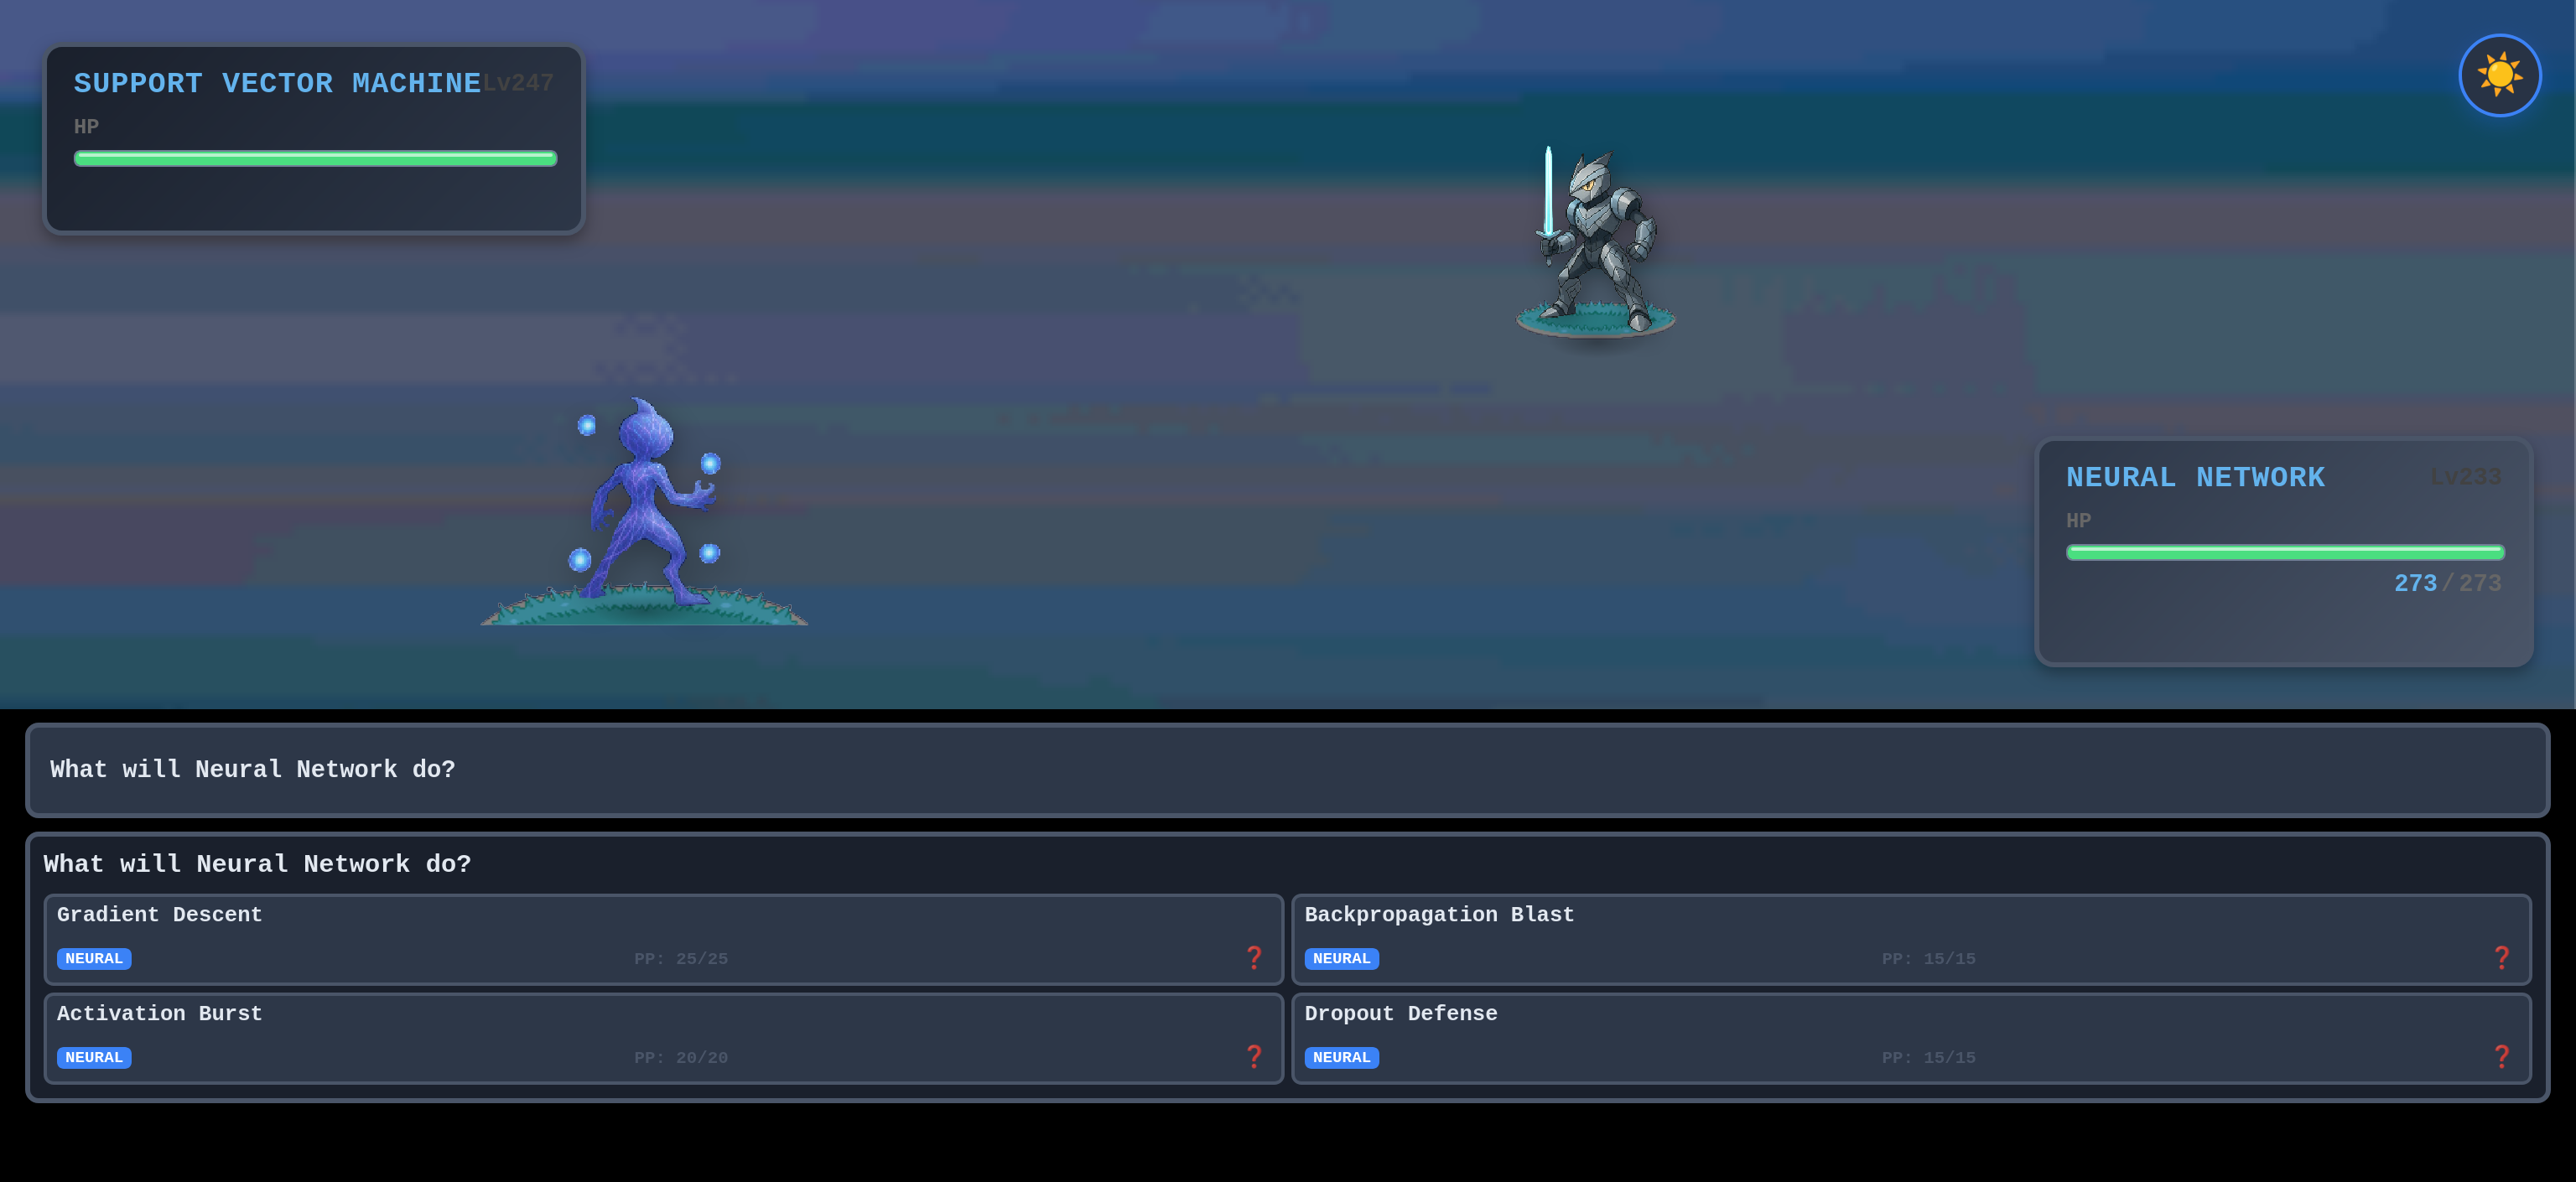 SUPPORT VECTOR MACHINE Lv247
HP
NEURAL NETWORK Lv233
HP
273/273
What will Neural Network do?
What will Neural Network do?
Gradient Descent
NEURAL PP: 25/25 ❓
Backpropagation Blast
NEURAL PP: 15/15 ❓
Activation Burst
NEURAL PP: 20/20 ❓
Dropout Defense
NEURAL PP: 15/15 ❓